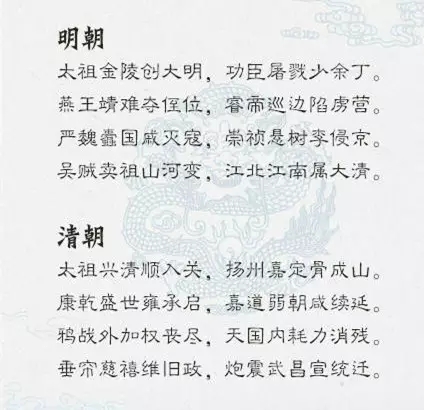 明朝
太祖金陵创大明，功臣屠戮少余丁。
燕王靖难夺侄位，睿帝巡边陷虏营。
严魏蠹国戚灭寇，崇祯悬树李侵京。
吴贼卖祖山河变，江北江南属大清。
清朝
太祖兴清顺入关，扬州嘉定骨成山。
康乾盛世雍承启，嘉道弱朝咸续延。
鸦战外加权丧尽，天国内耗力消残。
垂帘慈禧维旧政，炮震武昌宣统迁。